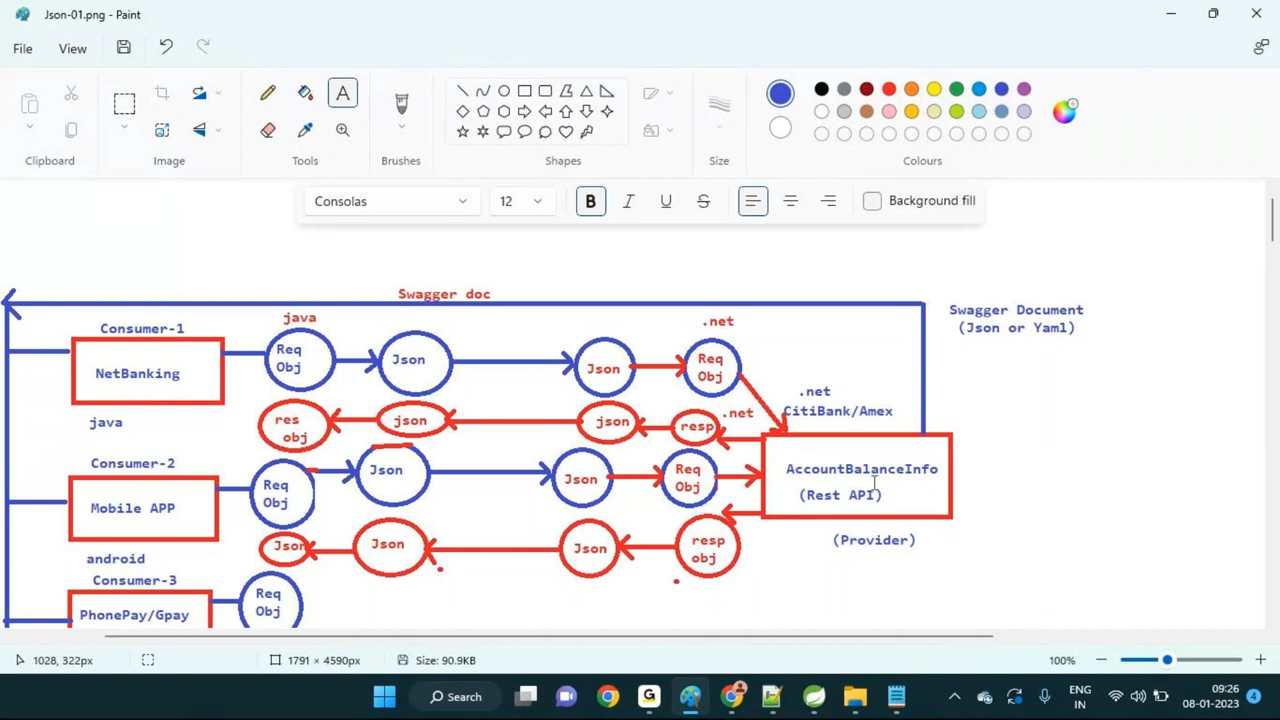 Json-01.png - Paint
File
View
Clipboard
Image
Tools
Brushes
Shapes
Size
Colours
Consolas
12
B
I
U
S
Background fill
Swagger doc
Swagger Document
(Json or Yaml)
Consumer-1
java
.net
NetBanking
Req
Obj
Json
Json
Req
Obj
.net
CitiBank/Amex
java
res
obj
json
json
resp
.net
Consumer-2
Mobile APP
Req
Obj
Json
Json
Req
Obj
AccountBalanceInfo
(Rest API)
(Provider)
android
Json
Json
Json
resp
obj
Consumer-3
PhonePay/Gpay
Req
Obj
1028, 322px
1791 × 4590px
Size: 90.9KB
100%
Search
ENG
IN
09:26
08-01-2023
4